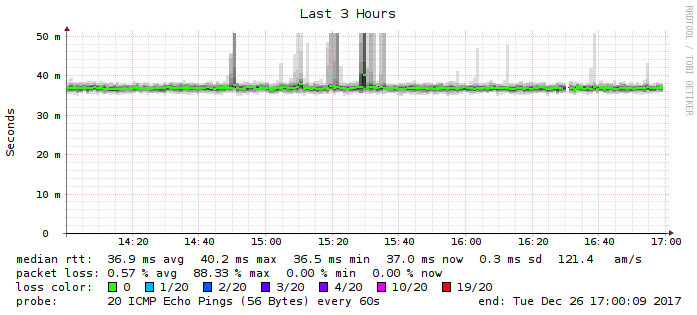 Last 3 Hours
RRDTOOL / TOBI OETIKER
Seconds
50 m
40 m
30 m
20 m
10 m
0
14:20 14:40 15:00 15:20 15:40 16:00 16:20 16:40 17:00
median rtt: 36.9 ms avg 40.2 ms max 36.5 ms min 37.0 ms now 0.3 ms sd 121.4 am/s
packet loss: 0.57 % avg 88.33 % max 0.00 % min 0.00 % now
loss color: 0 1/20 2/20 3/20 4/20 10/20 19/20
probe: 20 ICMP Echo Pings (56 Bytes) every 60s end: Tue Dec 26 17:00:09 2017